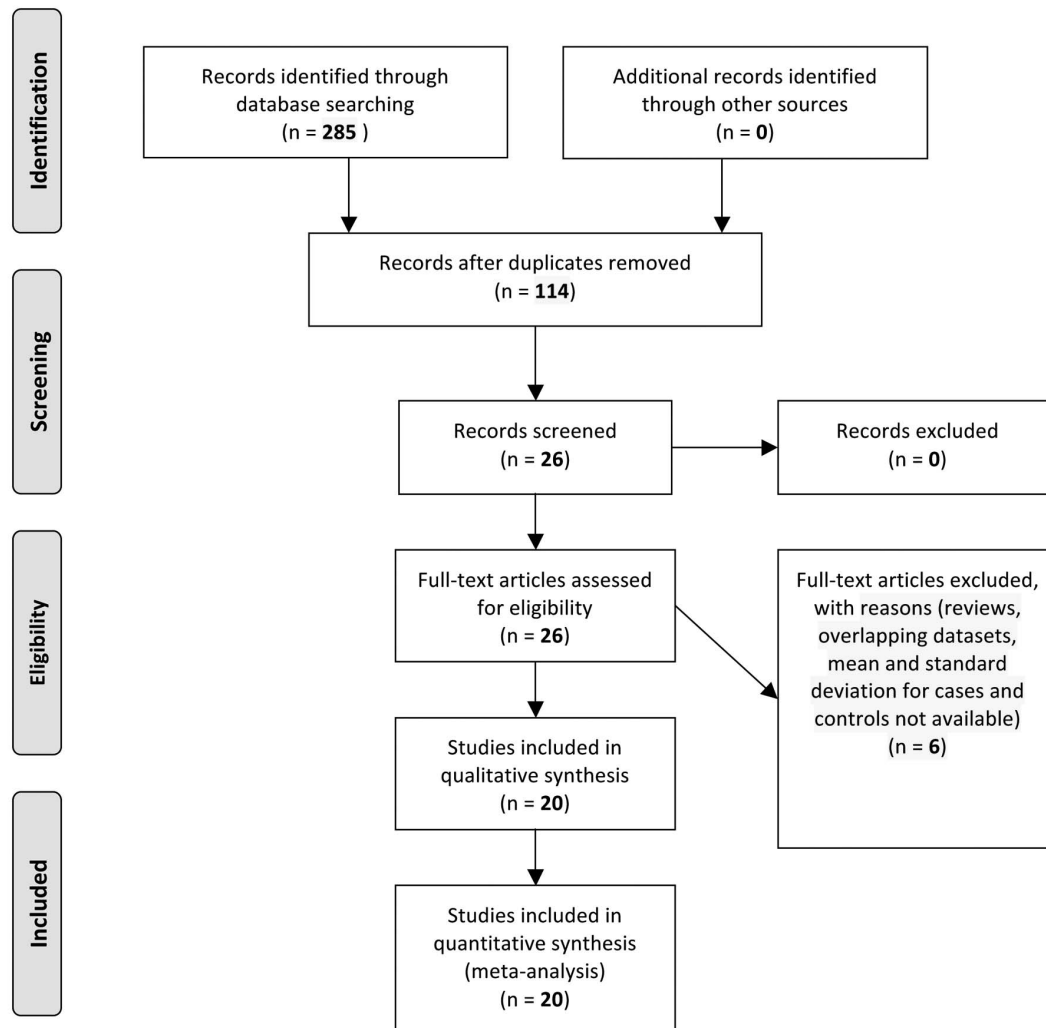 Identification
Records identified through
database searching
(n = 285 )
Additional records identified
through other sources
(n = 0)
Records after duplicates removed
(n = 114)
Screening
Records screened
(n = 26)
Records excluded
(n = 0)
Eligibility
Full-text articles assessed
for eligibility
(n = 26)
Full-text articles excluded,
with reasons (reviews,
overlapping datasets,
mean and standard
deviation for cases and
controls not available)
(n = 6)
Studies included in
qualitative synthesis
(n = 20)
Included
Studies included in
quantitative synthesis
(meta-analysis)
(n = 20)